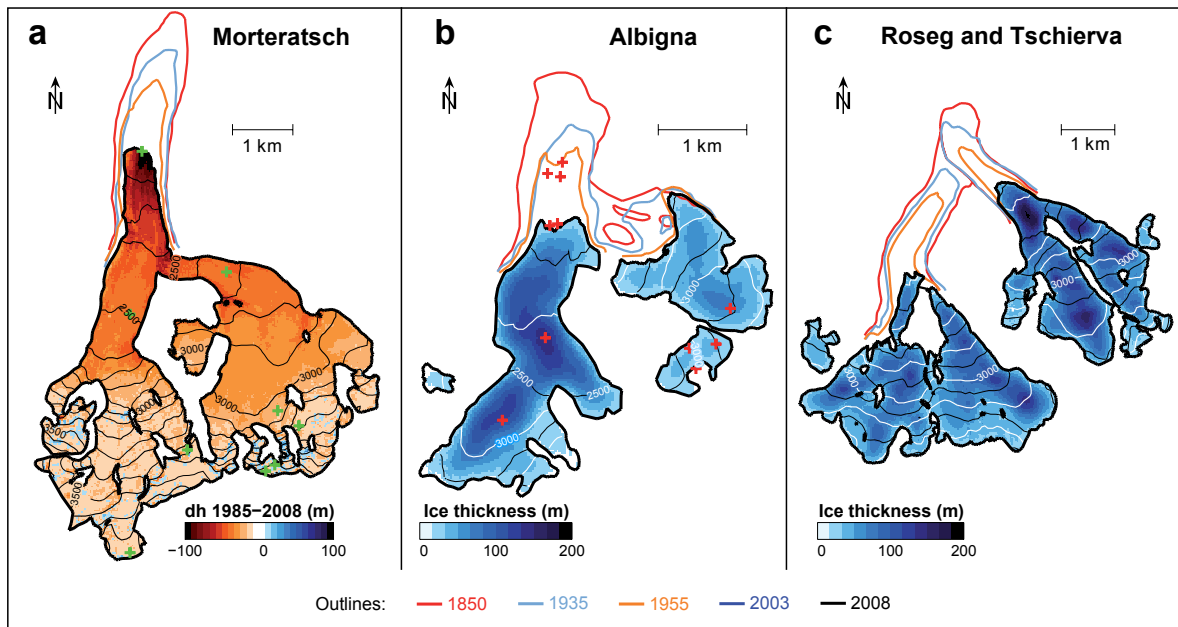 a Morteratsch
N
1 km
2500
2500
3000
3000
3000
3500
3500
dh 1985−2008 (m)
−100 0 100
b Albigna
N
1 km
3000
2500
2500
3000
3000
Ice thickness (m)
0 100 200
c Roseg and Tschierva
N
1 km
3000
3000
3000
3000
Ice thickness (m)
0 100 200
Outlines: 1850 1935 1955 2003 2008